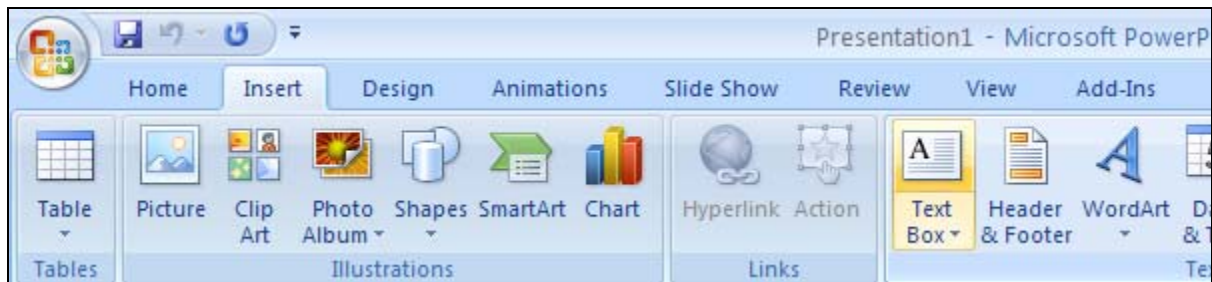 Presentation1 - Microsoft PowerP
Home Insert Design Animations Slide Show Review View Add-Ins
Table Picture Clip Photo Shapes SmartArt Chart Hyperlink Action Text Header WordArt
Art Album Box & Footer
Tables Illustrations Links